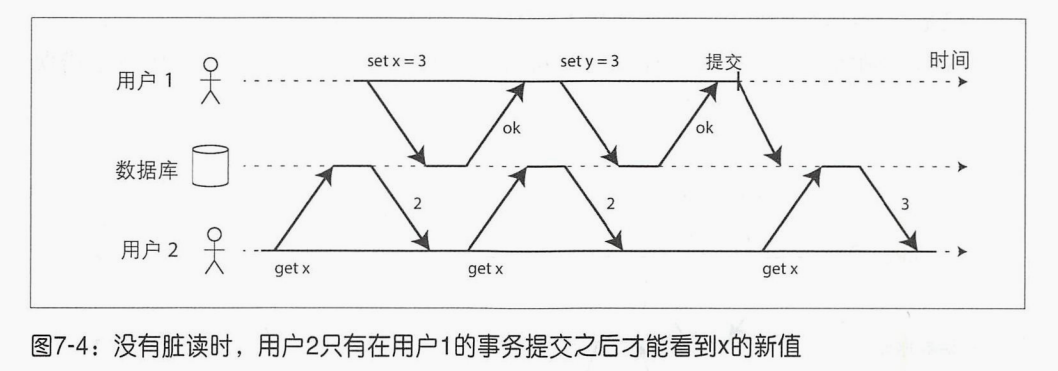 set x = 3 set y = 3 提交 时间
用户 1
ok ok
数据库
2 2 3
用户 2
get x get x get x
图7-4：没有脏读时，用户2只有在用户1的事务提交之后才能看到x的新值